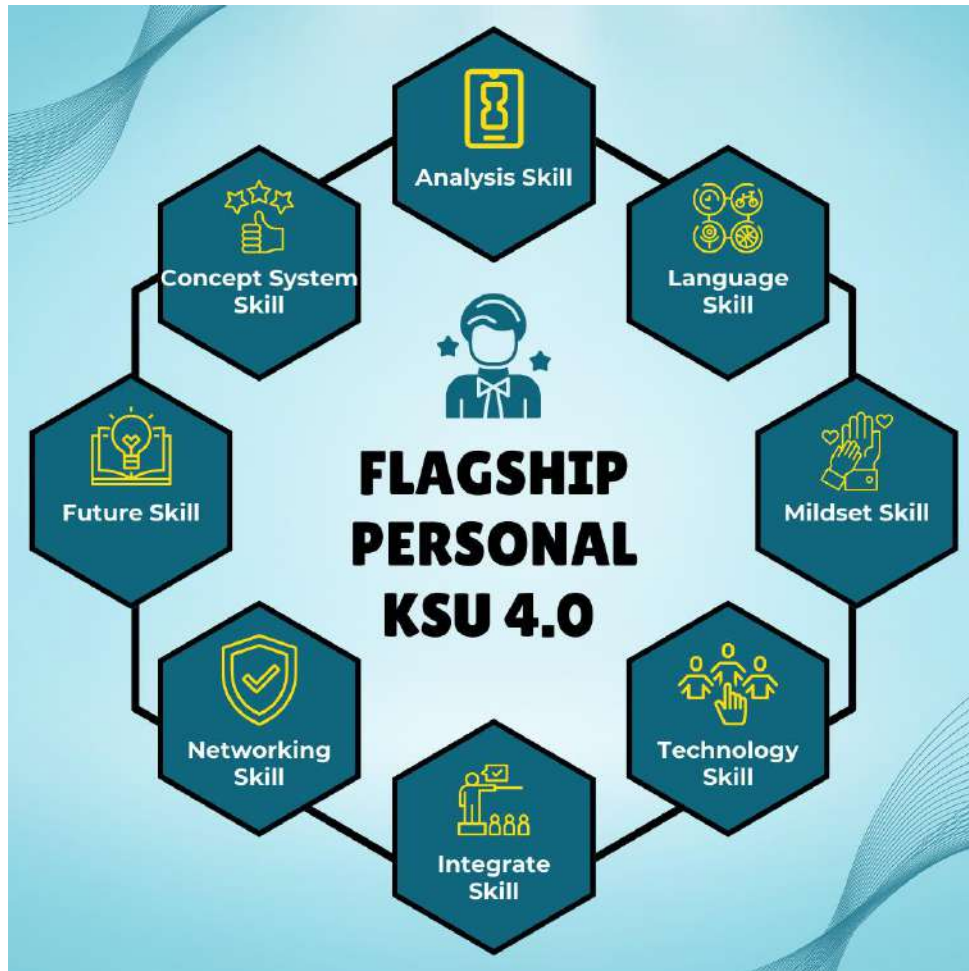 Analysis Skill
Language
Skill
Mildset Skill
Technology
Skill
Integrate
Skill
Networking
Skill
Future Skill
Concept System
Skill
FLAGSHIP
PERSONAL
KSU 4.0